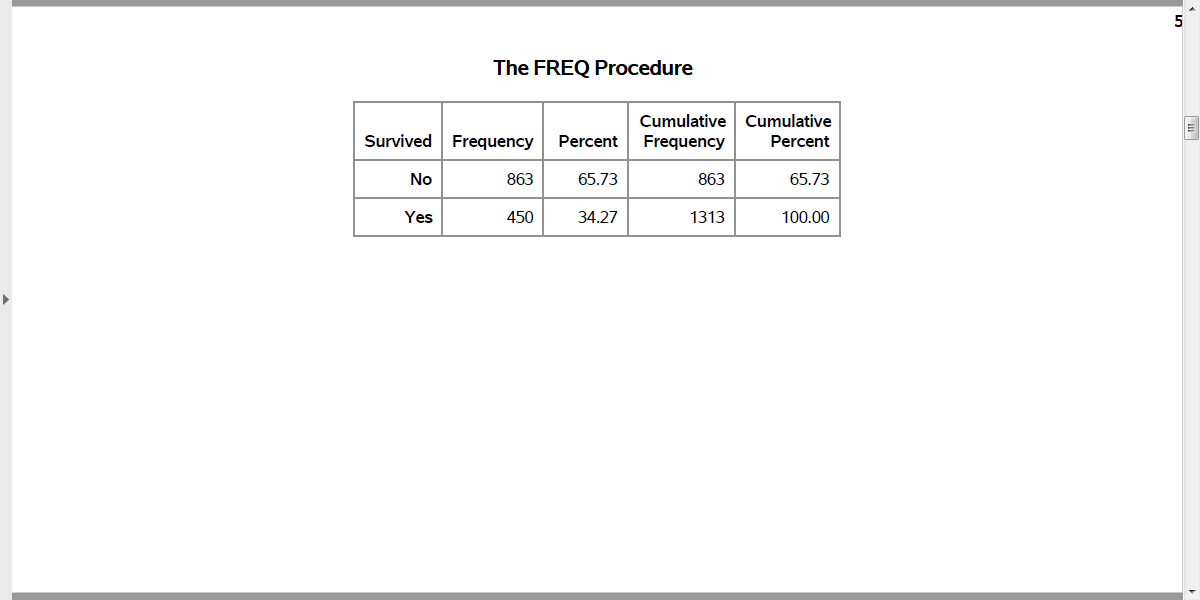 5
The FREQ Procedure
Survived Frequency Percent Cumulative Frequency Cumulative Percent
No 863 65.73 863 65.73
Yes 450 34.27 1313 100.00